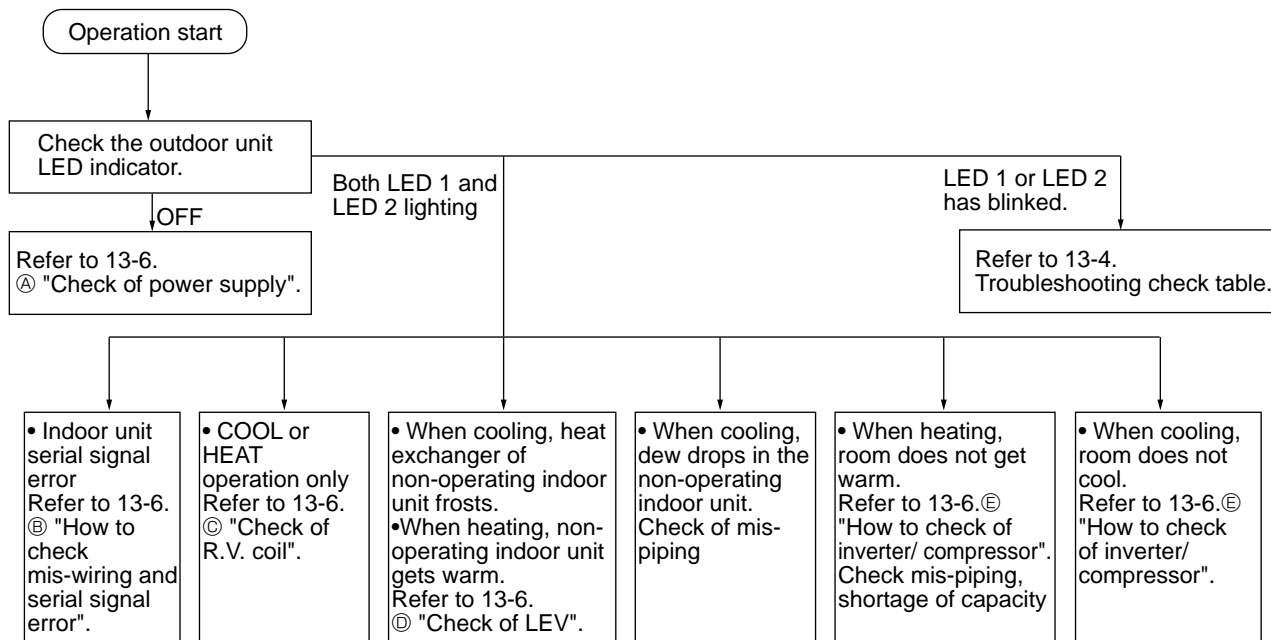 Operation start
Check the outdoor unit
LED indicator.
Both LED 1 and
LED 2 lighting
LED 1 or LED 2
has blinked.
OFF
Refer to 13-6.
Ⓐ "Check of power supply".
Refer to 13-4.
Troubleshooting check table.
• Indoor unit
serial signal
error
Refer to 13-6.
Ⓑ "How to
check
mis-wiring and
serial signal
error".
• COOL or
HEAT
operation only
Refer to 13-6.
Ⓒ "Check of
R.V. coil".
• When cooling, heat
exchanger of
non-operating indoor
unit frosts.
•When heating, non-
operating indoor unit
gets warm.
Refer to 13-6.
Ⓓ "Check of LEV".
• When cooling,
dew drops in the
non-operating
indoor unit.
Check of mis-
piping
• When heating,
room does not get
warm.
Refer to 13-6.Ⓔ
"How to check of
inverter/ compressor".
Check mis-piping,
shortage of capacity
• When cooling,
room does not
cool.
Refer to 13-6.Ⓔ
"How to check
of inverter/
compressor".